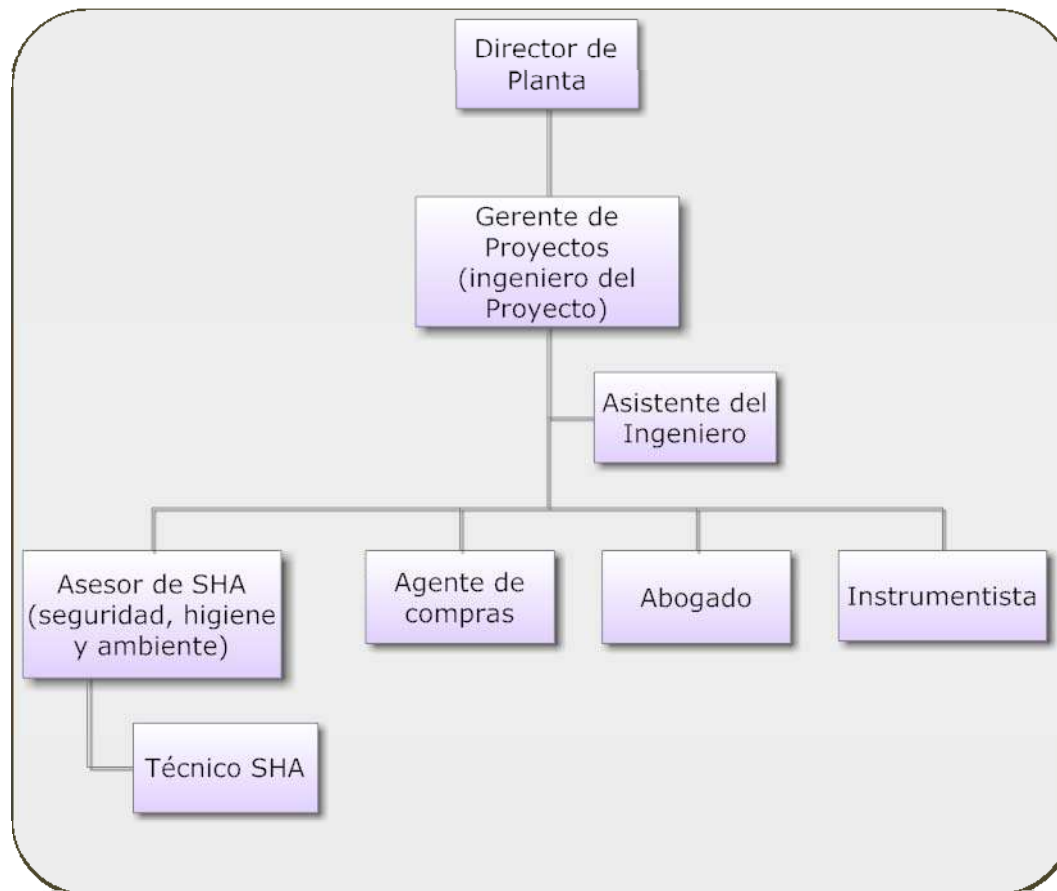 Director de
Planta
Gerente de
Proyectos
(ingeniero del
Proyecto)
Asistente del
Ingeniero
Asesor de SHA
(seguridad, higiene
y ambiente)
Agente de
compras
Abogado
Instrumentista
Técnico SHA